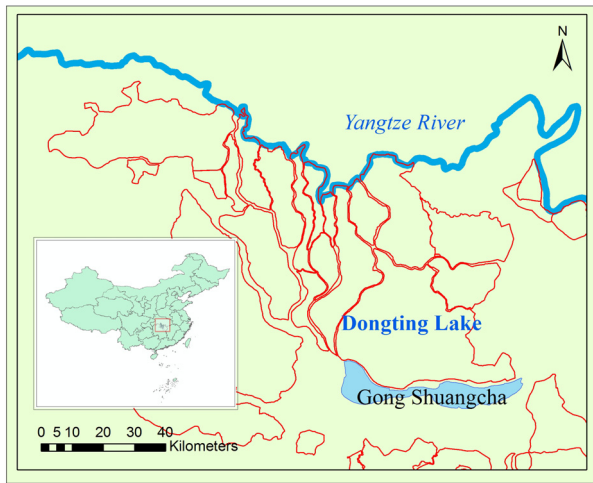 N
Yangtze River
Dongting Lake
Gong Shuangcha
0 5 10 20 30 40
Kilometers